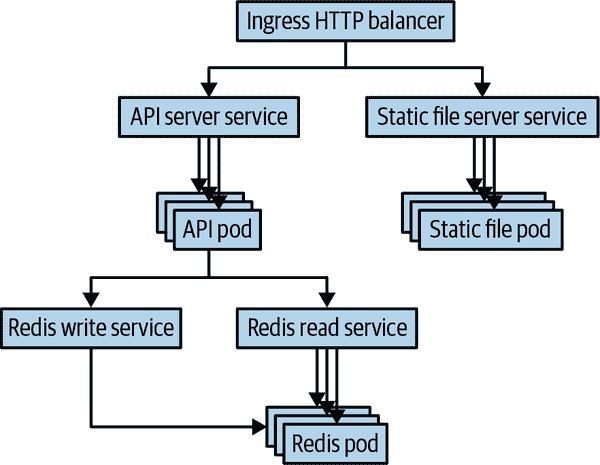 Ingress HTTP balancer
API server service
Static file server service
API pod
Static file pod
Redis write service
Redis read service
Redis pod